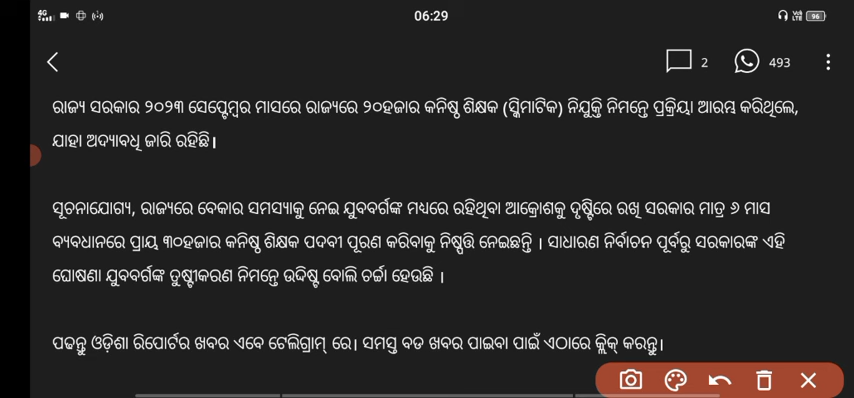 4G 06:29 VoLTE 96
2 493
ରାଜ୍ୟ ସରକାର ୨୦୨୩ ସେପ୍ଟେମ୍ବର ମାସରେ ରାଜ୍ୟରେ ୨୦ହଜାର କନିଷ୍ଠ ଶିକ୍ଷକ (ସ୍କିମାଟିକ) ନିଯୁକ୍ତି ନିମନ୍ତେ ପ୍ରକ୍ରିୟା ଆରମ୍ଭ କରିଥିଲେ,
ଯାହା ଅଦ୍ୟାବଧି ଜାରି ରହିଛି।
ସୂଚନାଯୋଗ୍ୟ, ରାଜ୍ୟରେ ବେକାର ସମସ୍ୟାକୁ ନେଇ ଯୁବବର୍ଗଙ୍କ ମଧ୍ୟରେ ରହିଥିବା ଆକ୍ରୋଶକୁ ଦୃଷ୍ଟିରେ ରଖି ସରକାର ମାତ୍ର ୬ ମାସ
ବ୍ୟବଧାନରେ ପ୍ରାୟ ୩୦ହଜାର କନିଷ୍ଠ ଶିକ୍ଷକ ପଦବୀ ପୂରଣ କରିବାକୁ ନିଷ୍ପତ୍ତି ନେଇଛନ୍ତି । ସାଧାରଣ ନିର୍ବାଚନ ପୂର୍ବରୁ ସରକାରଙ୍କ ଏହି
ଘୋଷଣା ଯୁବବର୍ଗଙ୍କ ତୁଷ୍ଟୀକରଣ ନିମନ୍ତେ ଉଦ୍ଦିଷ୍ଟ ବୋଲି ଚର୍ଚ୍ଚା ହେଉଛି ।
ପଢନ୍ତୁ ଓଡ଼ିଶା ରିପୋର୍ଟର ଖବର ଏବେ ଟେଲିଗ୍ରାମ୍ ରେ। ସମସ୍ତ ବଡ ଖବର ପାଇବା ପାଇଁ ଏଠାରେ କ୍ଲିକ୍ କରନ୍ତୁ।